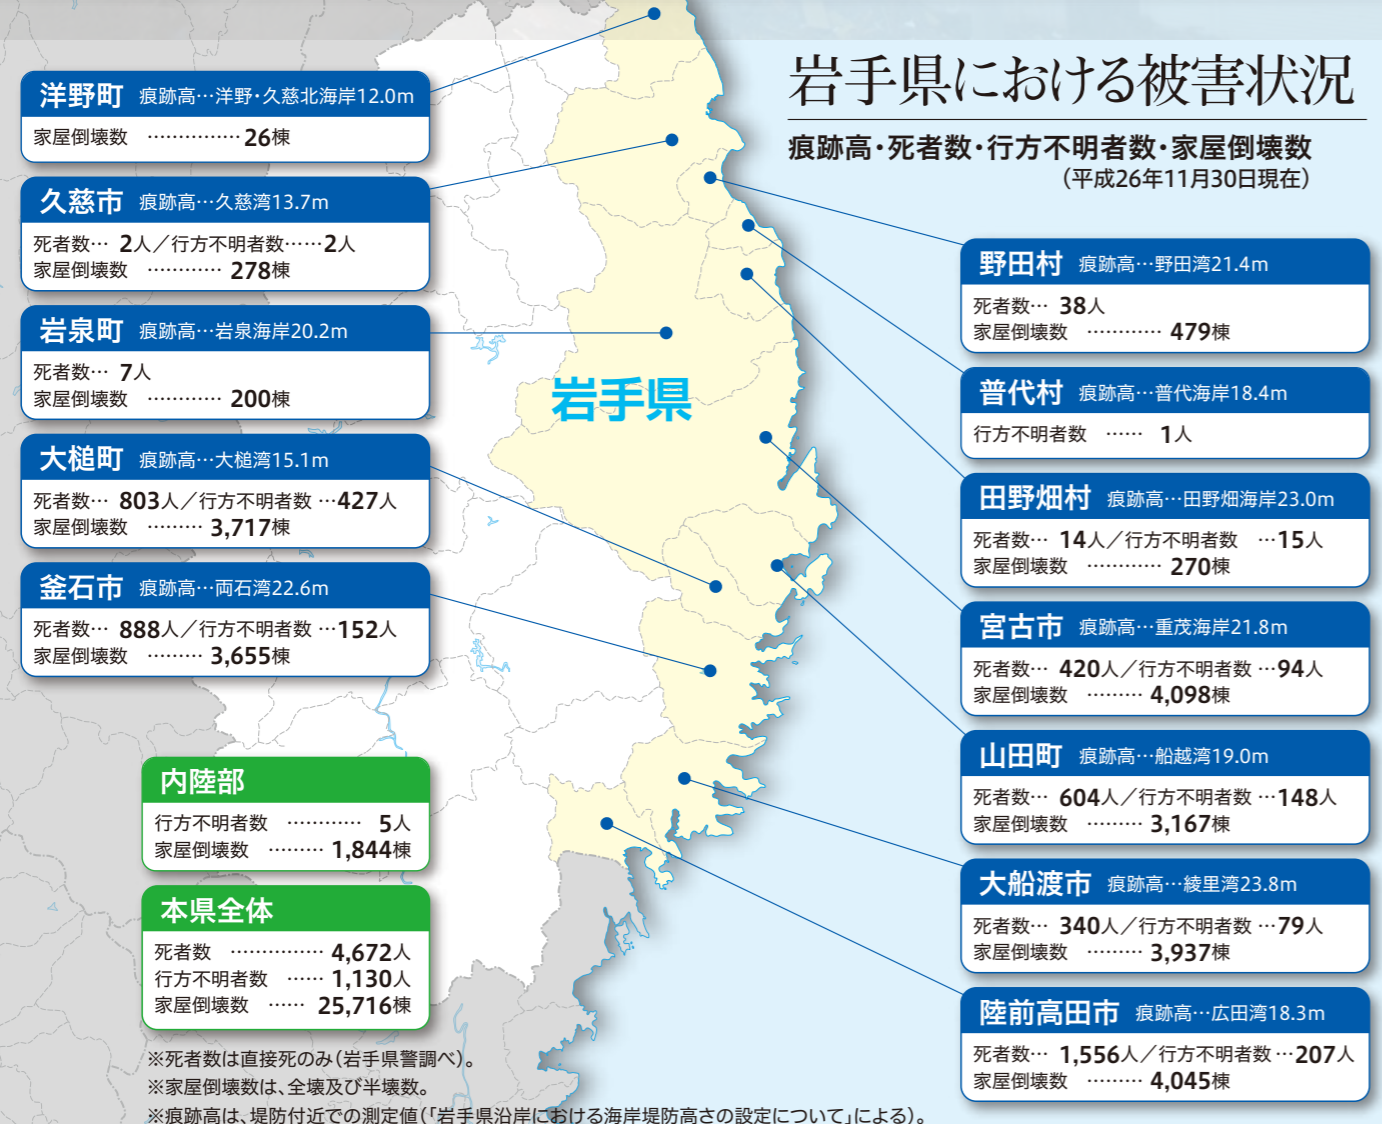 岩手県における被害状況
痕跡高・死者数・行方不明者数・家屋倒壊数
（平成26年11月30日現在）
洋野町 痕跡高…洋野・久慈北海岸12.0m
家屋倒壊数 ……………26棟
久慈市 痕跡高…久慈湾13.7m
死者数… 2人／行方不明者数……2人
家屋倒壊数 ………… 278棟
岩泉町 痕跡高…岩泉海岸20.2m
死者数… 7人
家屋倒壊数 ………… 200棟
大槌町 痕跡高…大槌湾15.1m
死者数… 803人／行方不明者数 …427人
家屋倒壊数 ……… 3,717棟
釜石市 痕跡高…両石湾22.6m
死者数… 888人／行方不明者数 …152人
家屋倒壊数 ……… 3,655棟
岩手県
野田村 痕跡高…野田湾21.4m
死者数… 38人
家屋倒壊数 ………… 479棟
普代村 痕跡高…普代海岸18.4m
行方不明者数 …… 1人
田野畑村 痕跡高…田野畑海岸23.0m
死者数… 14人／行方不明者数 …15人
家屋倒壊数 ………… 270棟
宮古市 痕跡高…重茂海岸21.8m
死者数… 420人／行方不明者数 …94人
家屋倒壊数 ……… 4,098棟
山田町 痕跡高…船越湾19.0m
死者数… 604人／行方不明者数 …148人
家屋倒壊数 ……… 3,167棟
大船渡市 痕跡高…綾里湾23.8m
死者数… 340人／行方不明者数 …79人
家屋倒壊数 ……… 3,937棟
陸前高田市 痕跡高…広田湾18.3m
死者数… 1,556人／行方不明者数 …207人
家屋倒壊数 ……… 4,045棟
内陸部
行方不明者数 ………… 5人
家屋倒壊数 ……… 1,844棟
本県全体
死者数 …………… 4,672人
行方不明者数 …… 1,130人
家屋倒壊数 …… 25,716棟
※死者数は直接死のみ（岩手県警調べ）。
※家屋倒壊数は、全壊及び半壊数。
※痕跡高は、堤防付近での測定値（「岩手県沿岸における海岸堤防高さの設定について」による）。